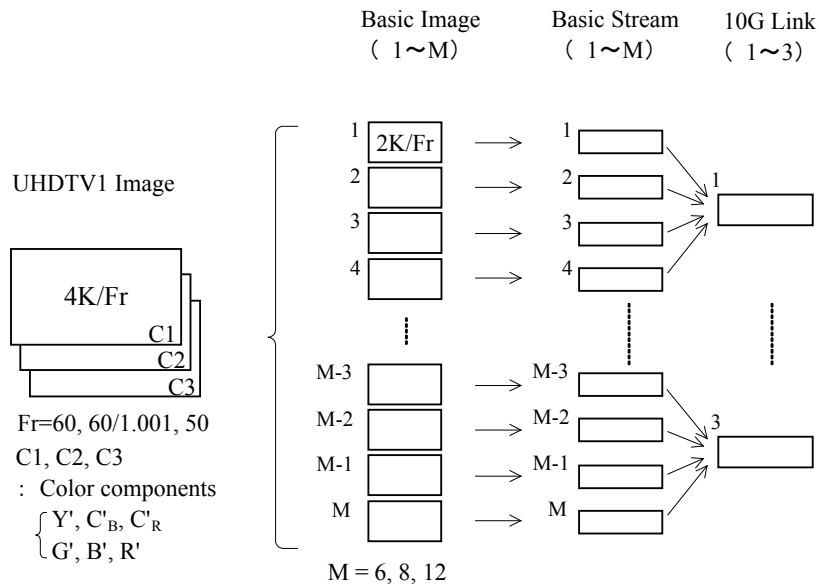 Basic Image
( 1～M)
Basic Stream
( 1～M)
10G Link
( 1～3)
UHDTV1 Image
4K/Fr
C1
C2
C3
Fr=60, 60/1.001, 50
C1, C2, C3
: Color components
Y', C'B, C'R
G', B', R'
1
2K/Fr
2
3
4
M-3
M-2
M-1
M
M = 6, 8, 12
1
2
3
4
M-3
M-2
M-1
M
1
3